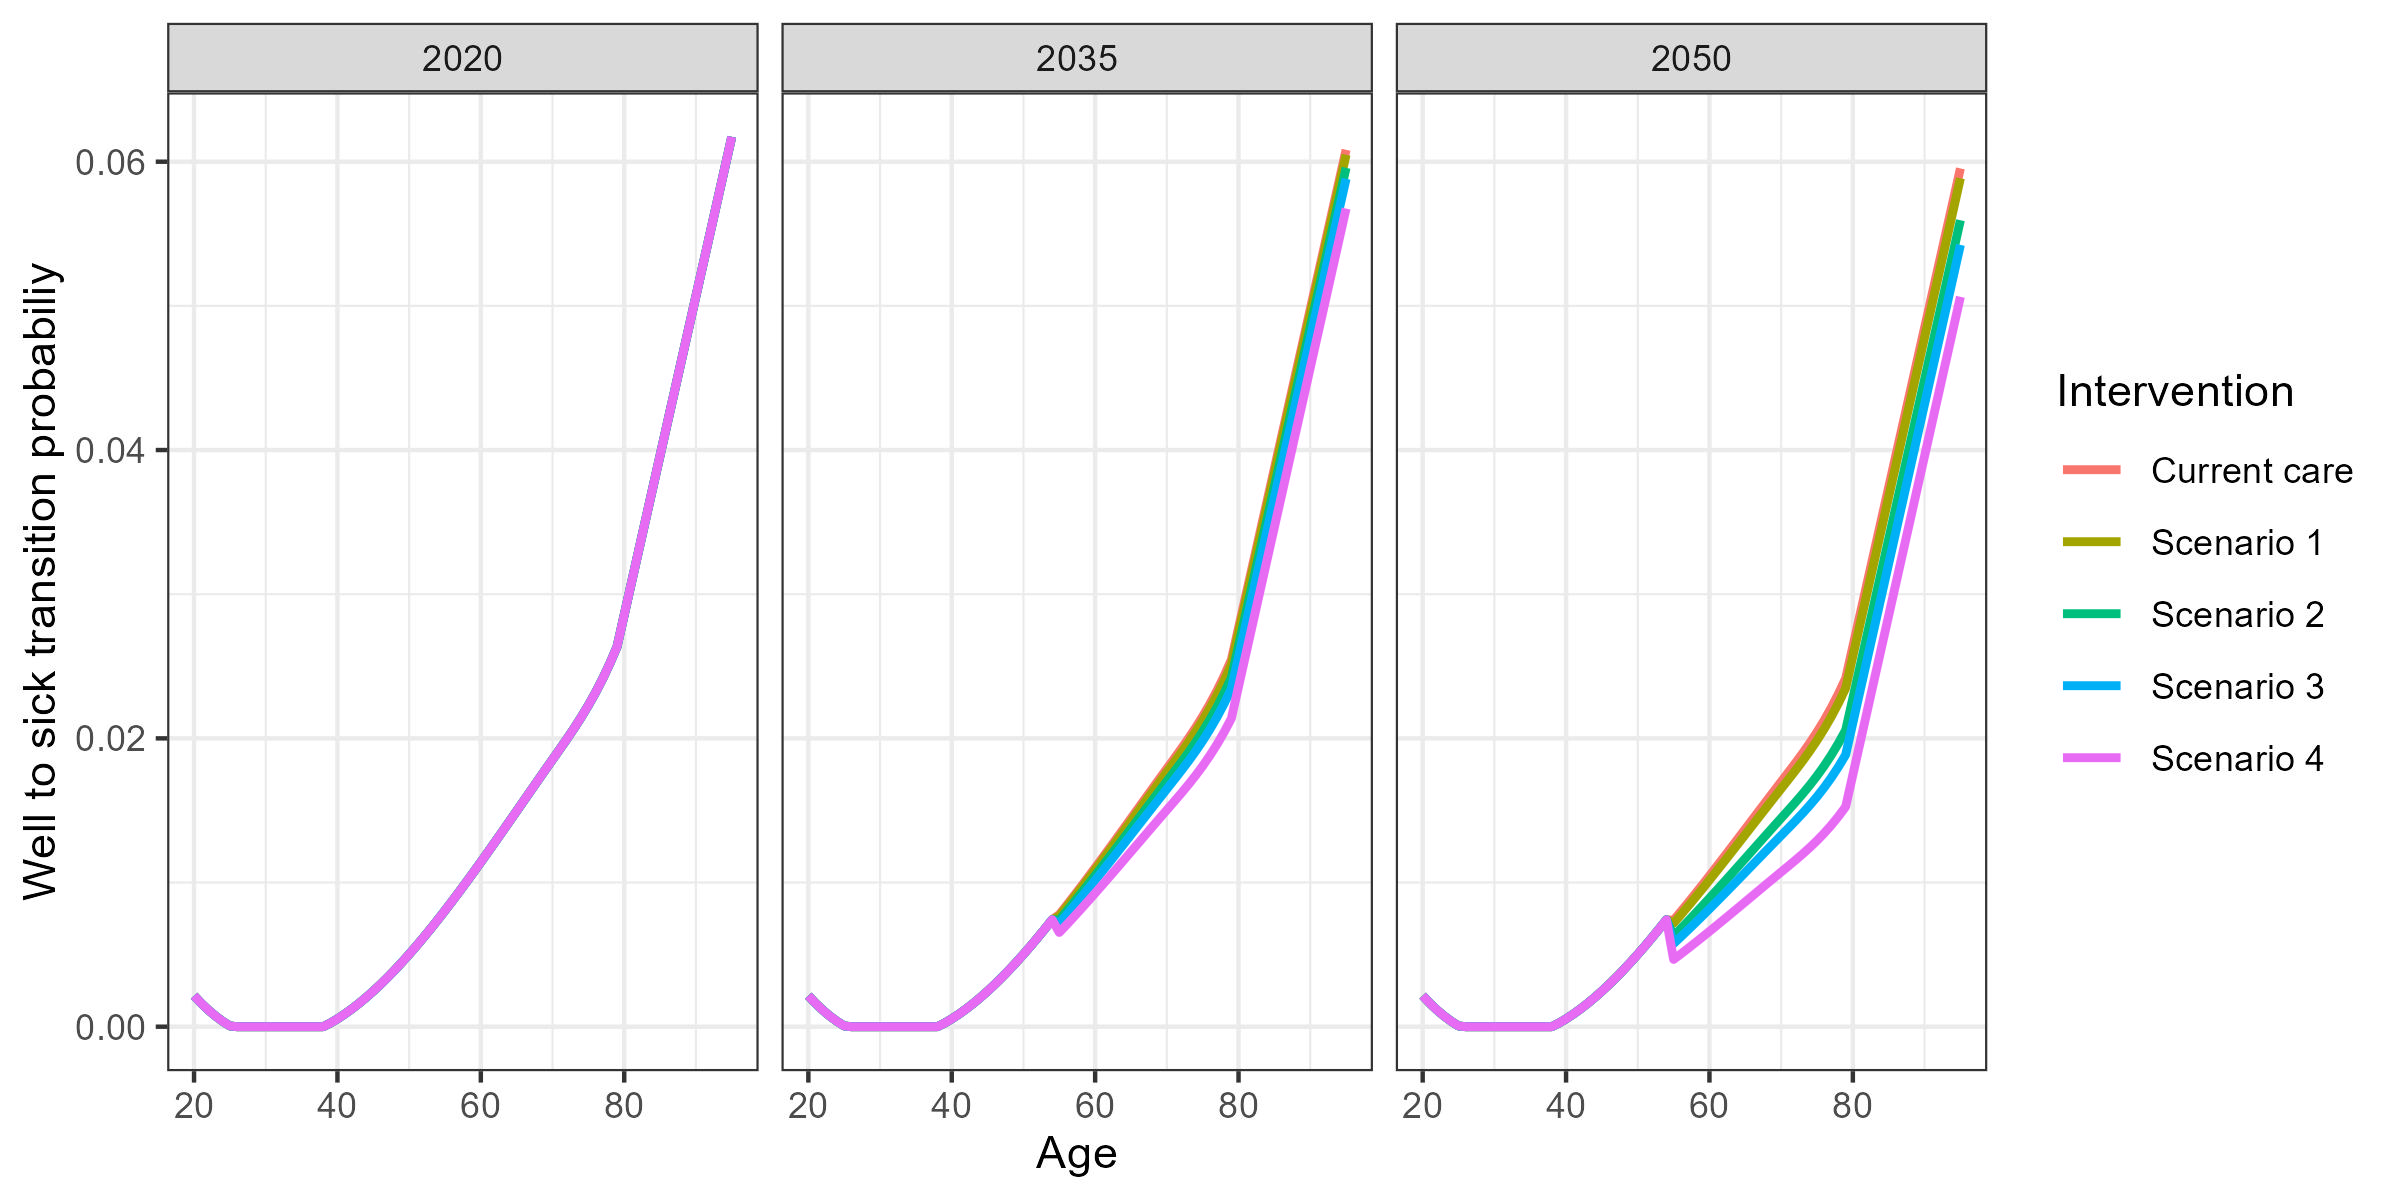 2020 2035 2050
Well to sick transition probabiliy
0.06
0.04
0.02
0.00
20 40 60 80 20 40 60 80 20 40 60 80
Age
Intervention
Current care
Scenario 1
Scenario 2
Scenario 3
Scenario 4